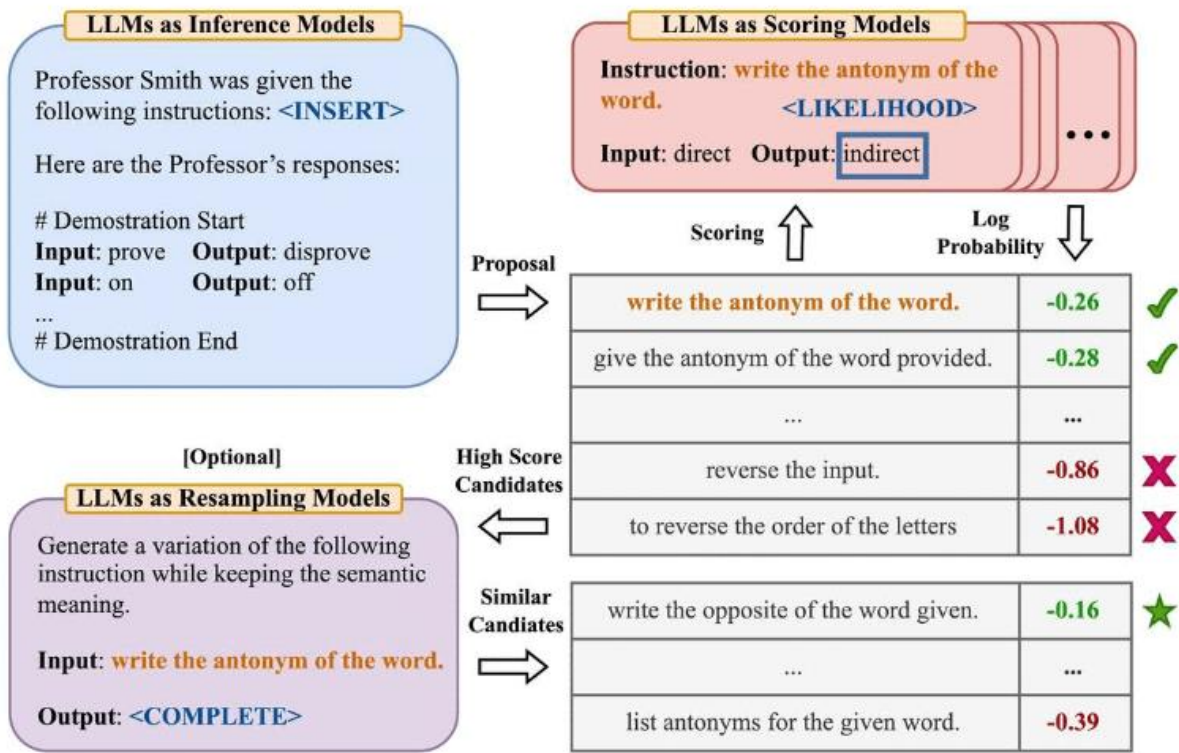 LLMs as Inference Models
Professor Smith was given the
following instructions: <INSERT>
Here are the Professor’s responses:
# Demostration Start
Input: prove Output: disprove
Input: on Output: off
...
# Demostration End
LLMs as Scoring Models
Instruction: write the antonym of the
word.
<LIKELIHOOD>
Input: direct Output: indirect
...
Proposal
Scoring
Log
Probability
write the antonym of the word. -0.26
give the antonym of the word provided. -0.28
... ...
reverse the input. -0.86
to reverse the order of the letters -1.08
High Score
Candidates
[Optional]
LLMs as Resampling Models
Generate a variation of the following
instruction while keeping the semantic
meaning.
Input: write the antonym of the word.
Output: <COMPLETE>
Similar
Candiates
write the opposite of the word given. -0.16
... ...
list antonyms for the given word. -0.39